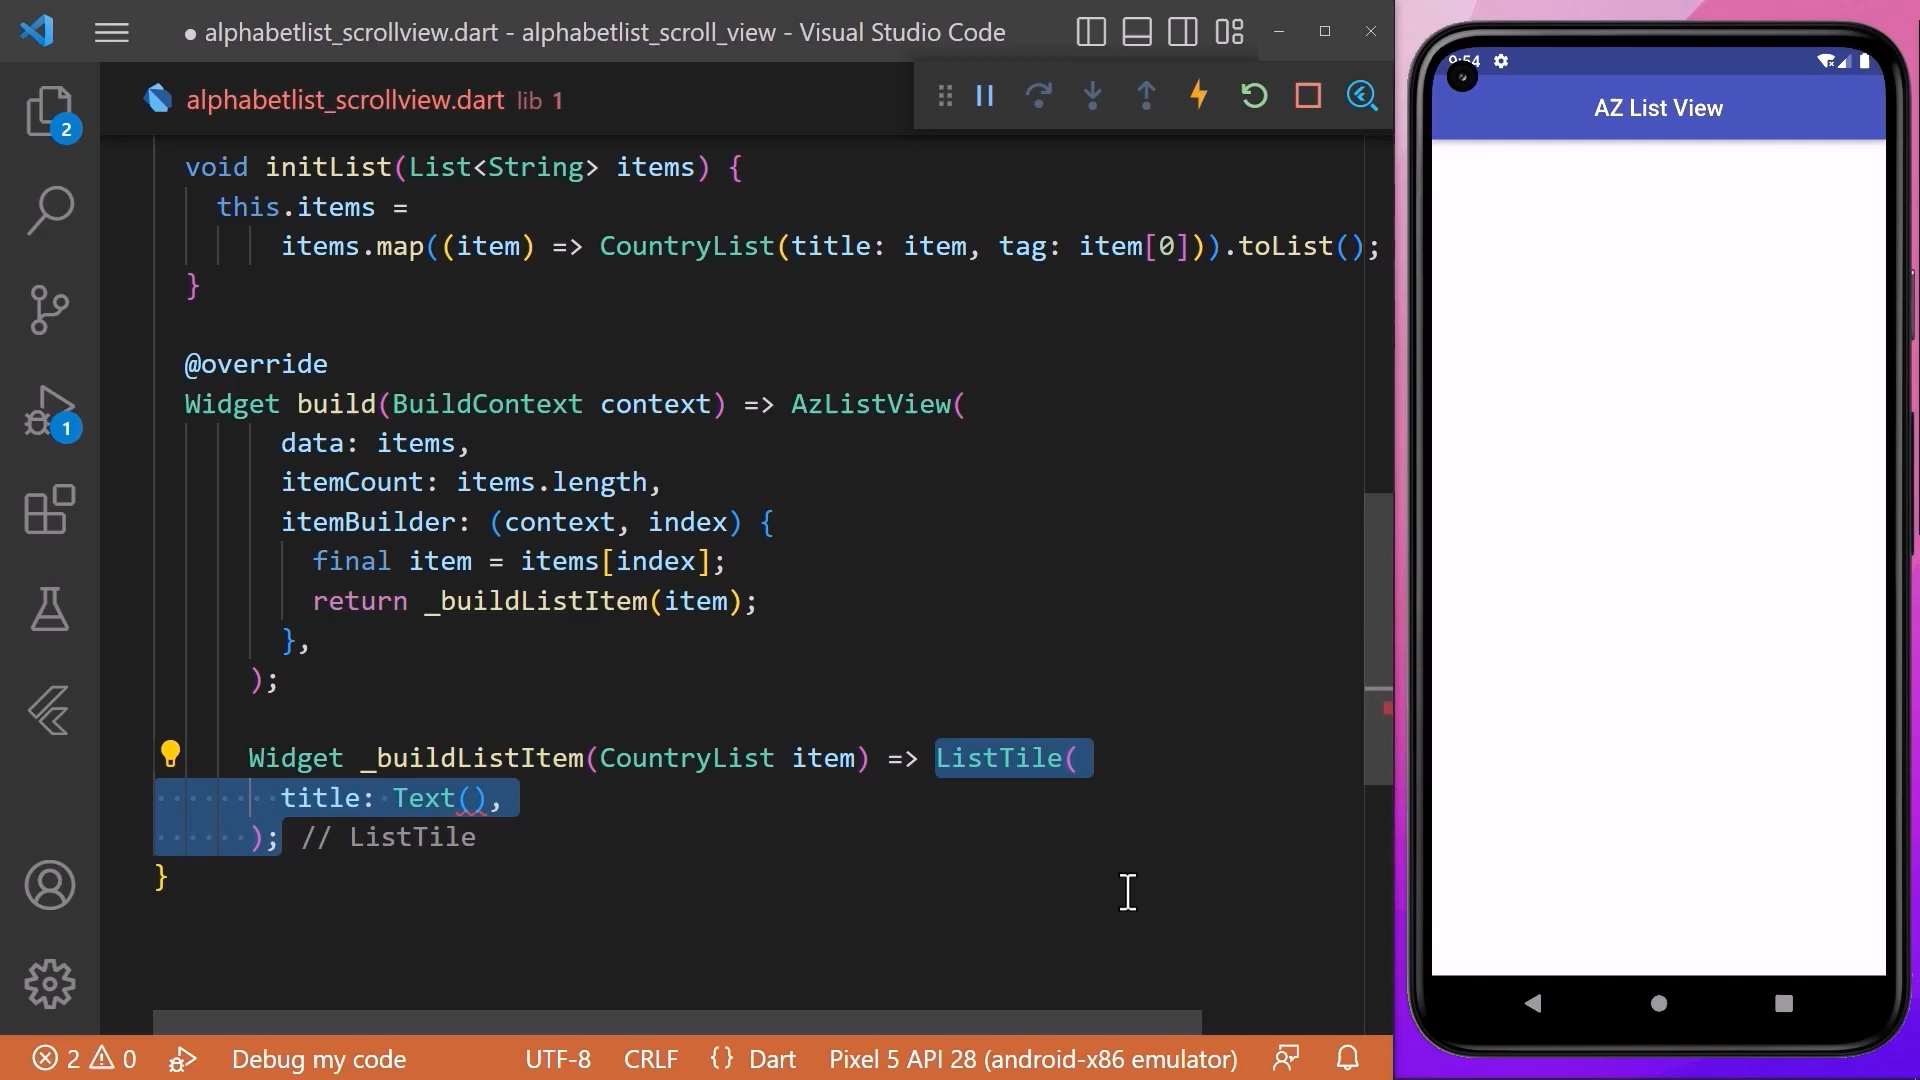 ● alphabetlist_scrollview.dart - alphabetlist_scroll_view - Visual Studio Code
alphabetlist_scrollview.dart lib 1
2
1
void initList(List<String> items) {
this.items =
items.map((item) => CountryList(title: item, tag: item[0])).toList();
}
@override
Widget build(BuildContext context) => AzListView(
data: items,
itemCount: items.length,
itemBuilder: (context, index) {
final item = items[index];
return _buildListItem(item);
},
);
Widget _buildListItem(CountryList item) => ListTile(
title: Text(),
); // ListTile
}
2 0 Debug my code UTF-8 CRLF {} Dart Pixel 5 API 28 (android-x86 emulator)
9:54
AZ List View